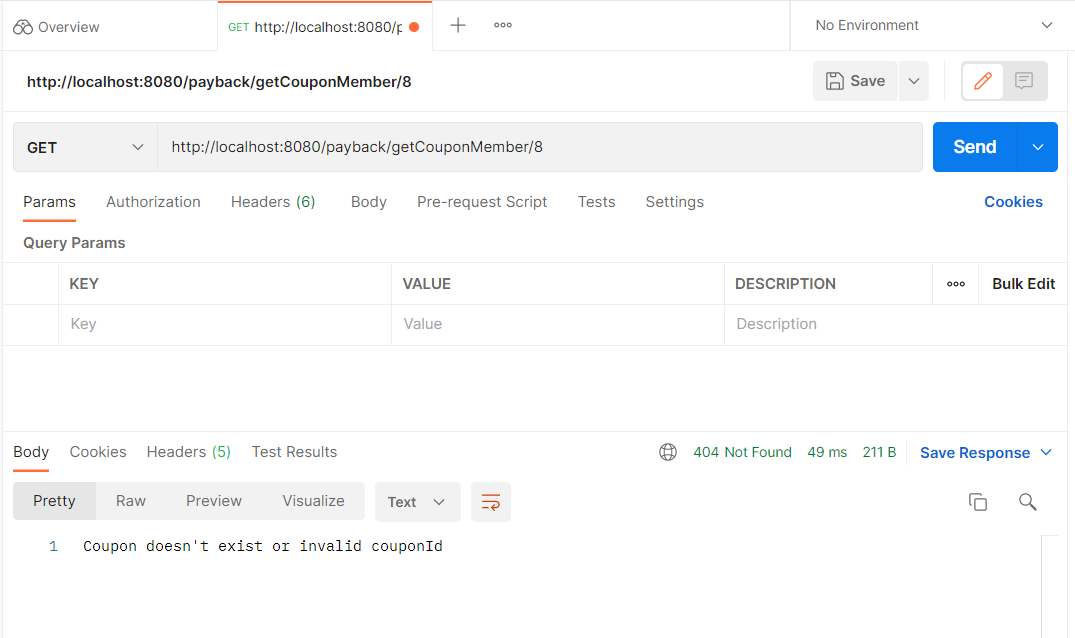 Overview
GET http://localhost:8080/p
No Environment
http://localhost:8080/payback/getCouponMember/8
Save
GET
http://localhost:8080/payback/getCouponMember/8
Send
Params Authorization Headers (6) Body Pre-request Script Tests Settings Cookies
Query Params
KEY VALUE DESCRIPTION Bulk Edit
Key Value Description
Body Cookies Headers (5) Test Results 404 Not Found 49 ms 211 B Save Response
Pretty Raw Preview Visualize Text
1 Coupon doesn't exist or invalid couponId